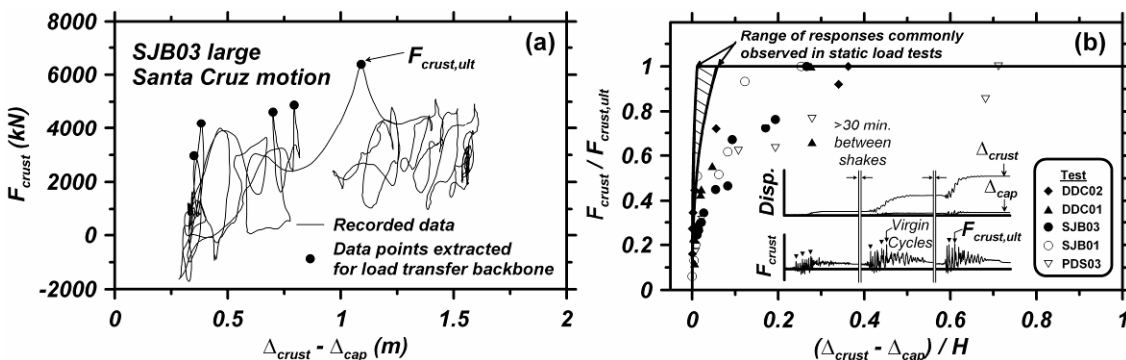 (a)
SJB03 large
Santa Cruz motion
F_crust,ult
Recorded data
Data points extracted
for load transfer backbone
8000
6000
4000
2000
0
-2000
F_crust (kN)
0
0.5
1
1.5
2
Δ_crust - Δ_cap (m)
(b)
Range of responses commonly
observed in static load tests
>30 min.
between
shakes
Δ_crust
Δ_cap
Disp.
Virgin
Cycles
F_crust,ult
F_crust
Test
DDC02
DDC01
SJB03
SJB01
PDS03
1
0.8
0.6
0.4
0.2
0
F_crust / F_crust,ult
0
0.2
0.4
0.6
0.8
1
(Δ_crust - Δ_cap) / H